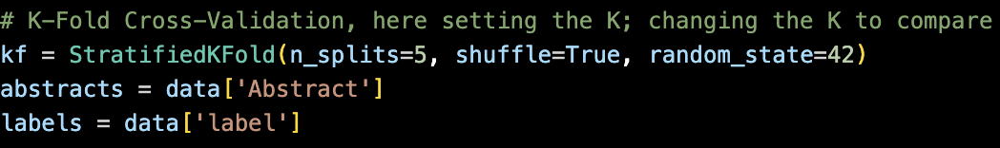 # K-Fold Cross-Validation, here setting the K; changing the K to compare
kf = StratifiedKFold(n_splits=5, shuffle=True, random_state=42)
abstracts = data['Abstract']
labels = data['label']